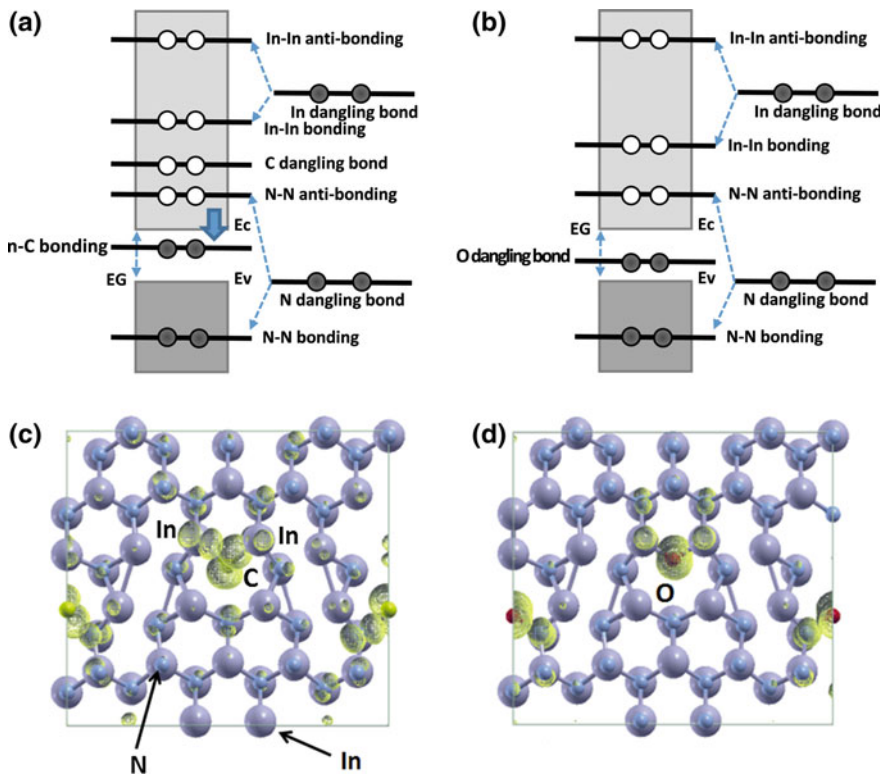 (a)
In-In anti-bonding
In dangling bond
In-In bonding
C dangling bond
N-N anti-bonding
Ec
n-C bonding
EG
Ev
N dangling bond
N-N bonding
(b)
In-In anti-bonding
In dangling bond
In-In bonding
N-N anti-bonding
EG
Ec
O dangling bond
Ev
N dangling bond
N-N bonding
(c)
In
In
C
N
In
(d)
O